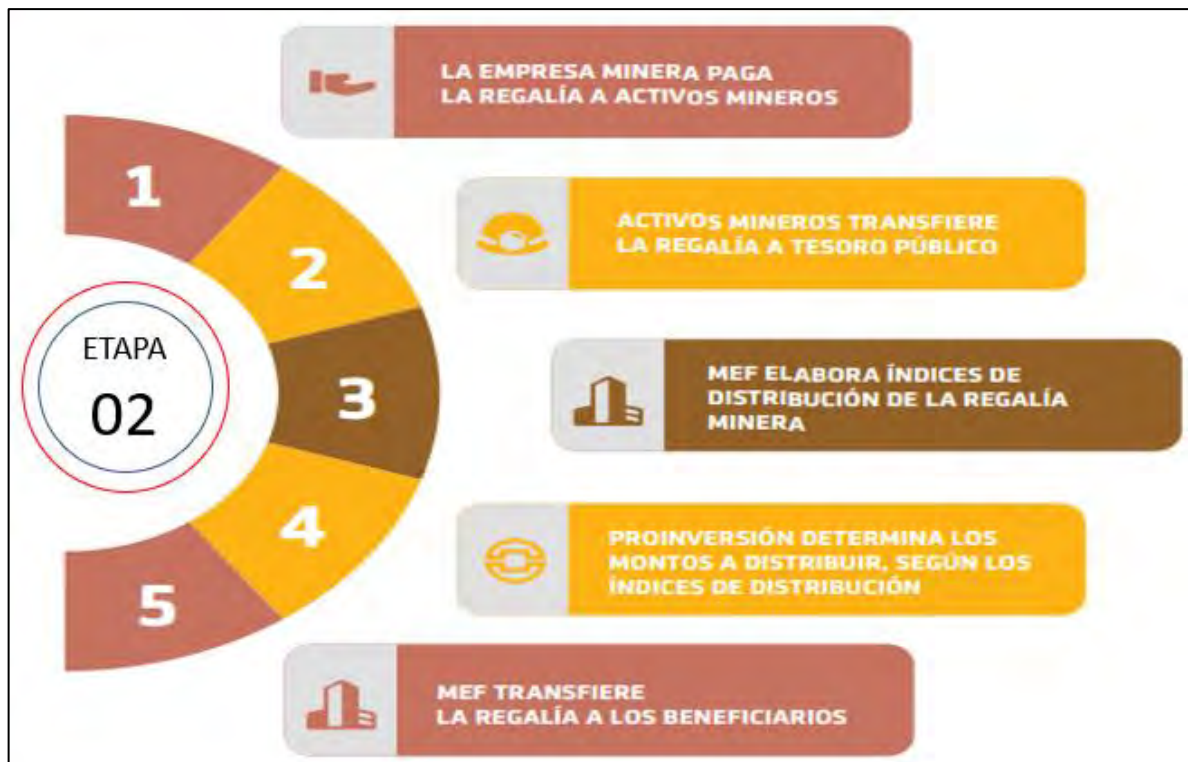 LA EMPRESA MINERA PAGA
LA REGALÍA A ACTIVOS MINEROS
1
ACTIVOS MINEROS TRANSFIERE
LA REGALÍA A TESORO PÚBLICO
2
ETAPA
02
MEF ELABORA ÍNDICES DE
DISTRIBUCIÓN DE LA REGALÍA
MINERA
3
PROINVERSIÓN DETERMINA LOS
MONTOS A DISTRIBUIR, SEGÚN LOS
ÍNDICES DE DISTRIBUCIÓN
4
5
MEF TRANSFIERE
LA REGALÍA A LOS BENEFICIARIOS